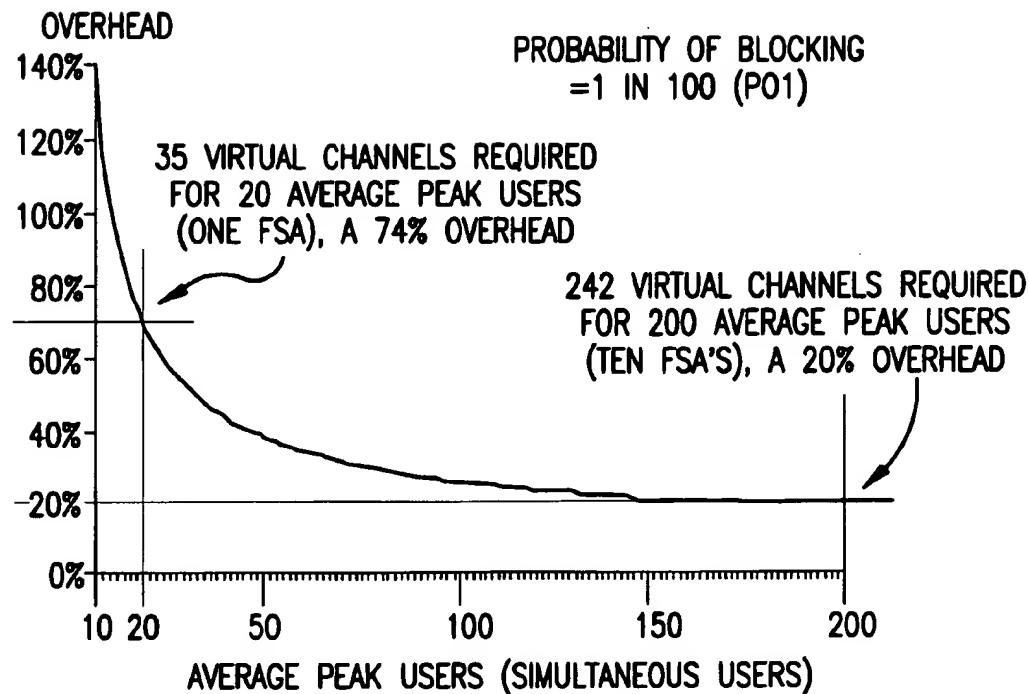 OVERHEAD
PROBABILITY OF BLOCKING
=1 IN 100 (P01)
140%
120%
100%
80%
60%
40%
20%
0%
35 VIRTUAL CHANNELS REQUIRED
FOR 20 AVERAGE PEAK USERS
(ONE FSA), A 74% OVERHEAD
242 VIRTUAL CHANNELS REQUIRED
FOR 200 AVERAGE PEAK USERS
(TEN FSA'S), A 20% OVERHEAD
10 20 50 100 150 200
AVERAGE PEAK USERS (SIMULTANEOUS USERS)